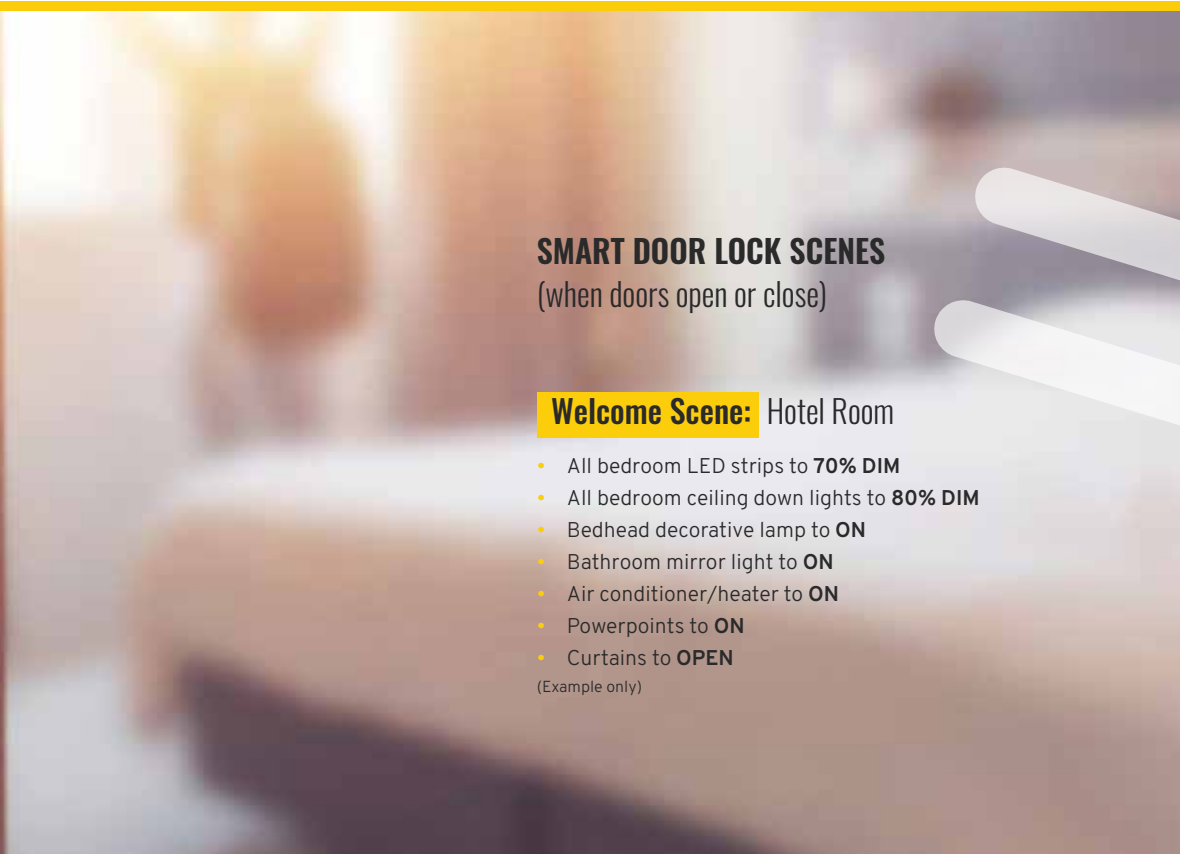 SMART DOOR LOCK SCENES
(when doors open or close)
Welcome Scene: Hotel Room
• All bedroom LED strips to 70% DIM
• All bedroom ceiling down lights to 80% DIM
• Bedhead decorative lamp to ON
• Bathroom mirror light to ON
• Air conditioner/heater to ON
• Powerpoints to ON
• Curtains to OPEN
(Example only)